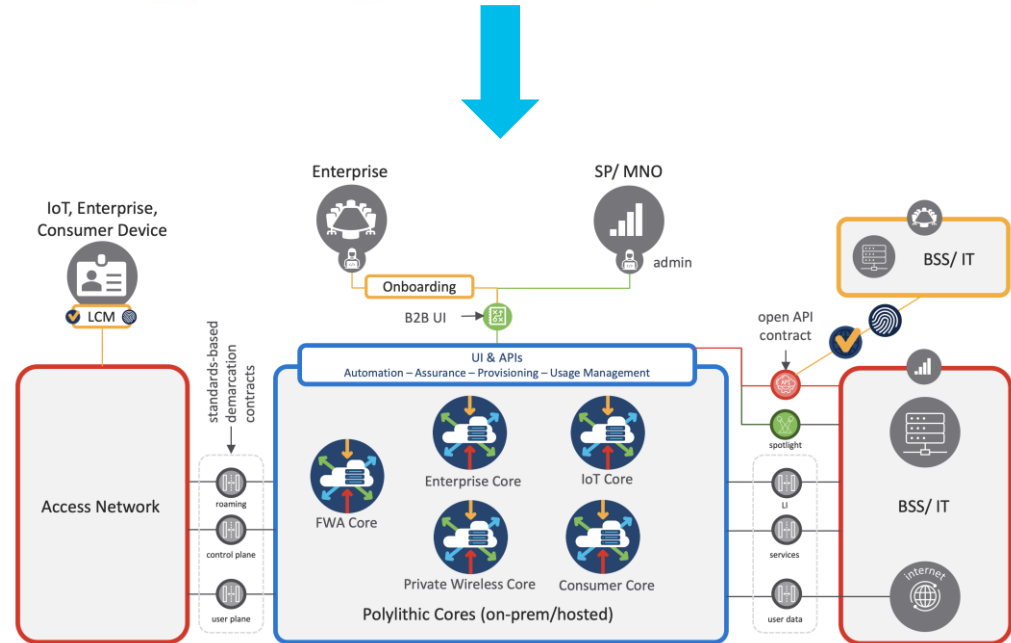 Enterprise
SP/ MNO
IoT, Enterprise,
Consumer Device
LCM
admin
Onboarding
B2B UI
BSS/ IT
open API
contract
UI & APIs
Automation – Assurance – Provisioning – Usage Management
standards-based
demarcation
contracts
API
spotlight
Access Network
roaming
control plane
user plane
FWA Core
Enterprise Core
IoT Core
Private Wireless Core
Consumer Core
Polylithic Cores (on-prem/hosted)
LI
services
user data
BSS/ IT
internet